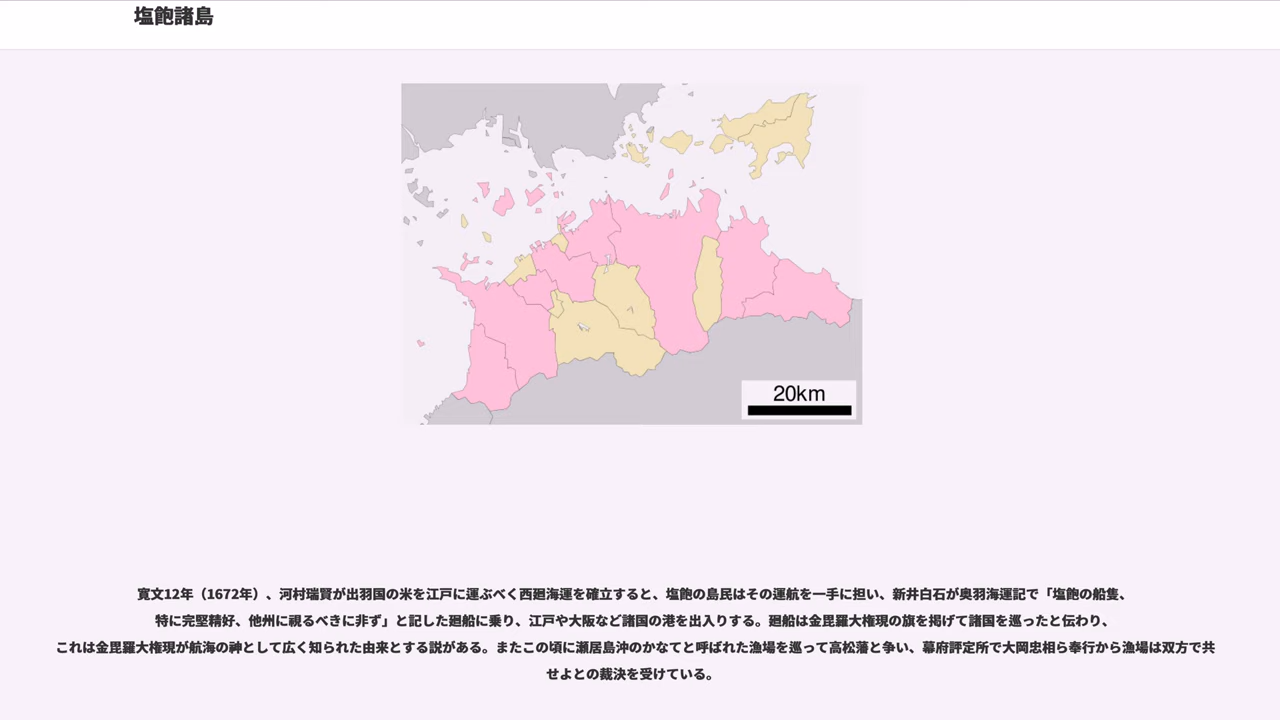 塩飽諸島
20km
寛文12年（1672年）、河村瑞賢が出羽国の米を江戸に運ぶべく西廻海運を確立すると、塩飽の島民はその運航を一手に担い、新井白石が奥羽海運記で「塩飽の船隻、
特に完堅精好、他州に視るべきに非ず」と記した廻船に乗り、江戸や大阪など諸国の港を出入りする。廻船は金毘羅大権現の旗を掲げて諸国を巡ったと伝わり、
これは金毘羅大権現が航海の神として広く知られた由来とする説がある。またこの頃に瀬居島沖のかなてと呼ばれた漁場を巡って高松藩と争い、幕府評定所で大岡忠相ら奉行から漁場は双方で共
せよとの裁決を受けている。